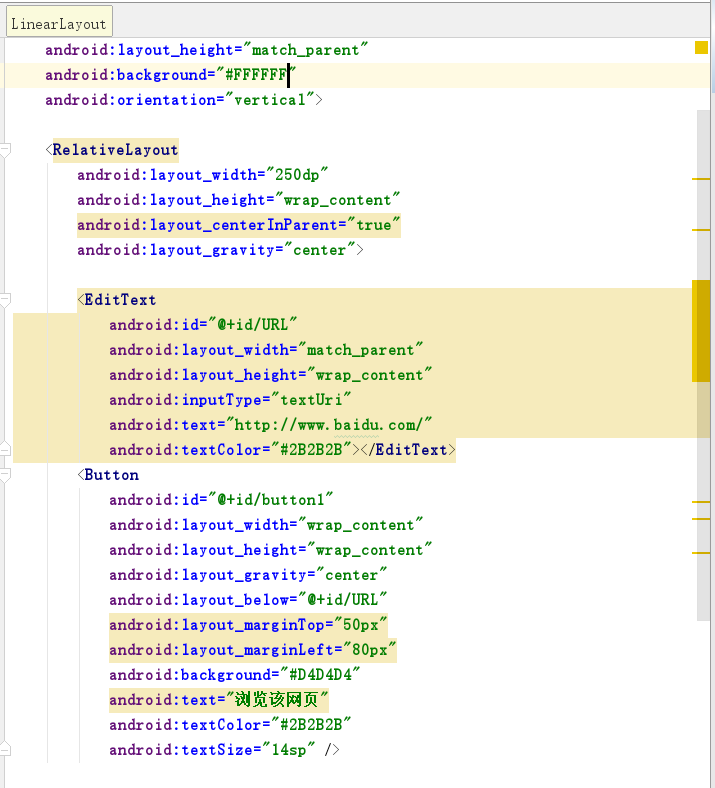 LinearLayout
android:layout_height="match_parent"
android:background="#FFFFFF"
android:orientation="vertical">
<RelativeLayout
android:layout_width="250dp"
android:layout_height="wrap_content"
android:layout_centerInParent="true"
android:layout_gravity="center">
<EditText
android:id="@+id/URL"
android:layout_width="match_parent"
android:layout_height="wrap_content"
android:inputType="textUri"
android:text="http://www.baidu.com/"
android:textColor="#2B2B2B"></EditText>
<Button
android:id="@+id/button1"
android:layout_width="wrap_content"
android:layout_height="wrap_content"
android:layout_gravity="center"
android:layout_below="@+id/URL"
android:layout_marginTop="50px"
android:layout_marginLeft="80px"
android:background="#D4D4D4"
android:text="浏览该网页"
android:textColor="#2B2B2B"
android:textSize="14sp" />